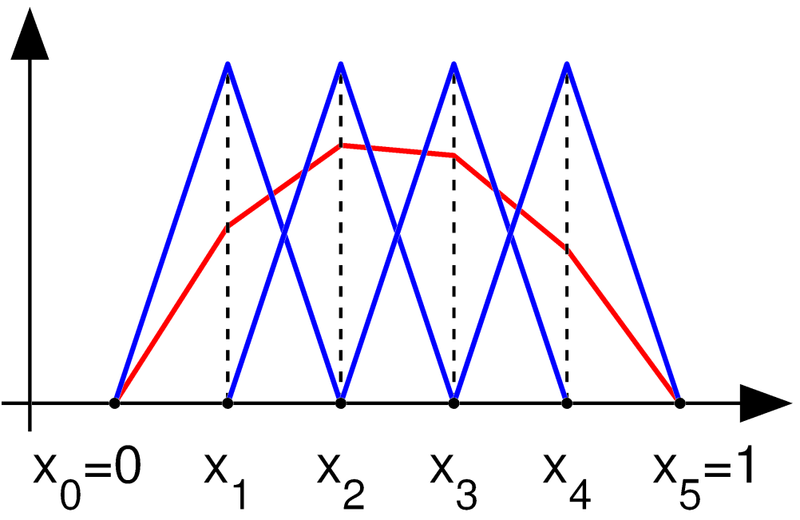 x₀=0 x₁ x₂ x₃ x₄ x₅=1